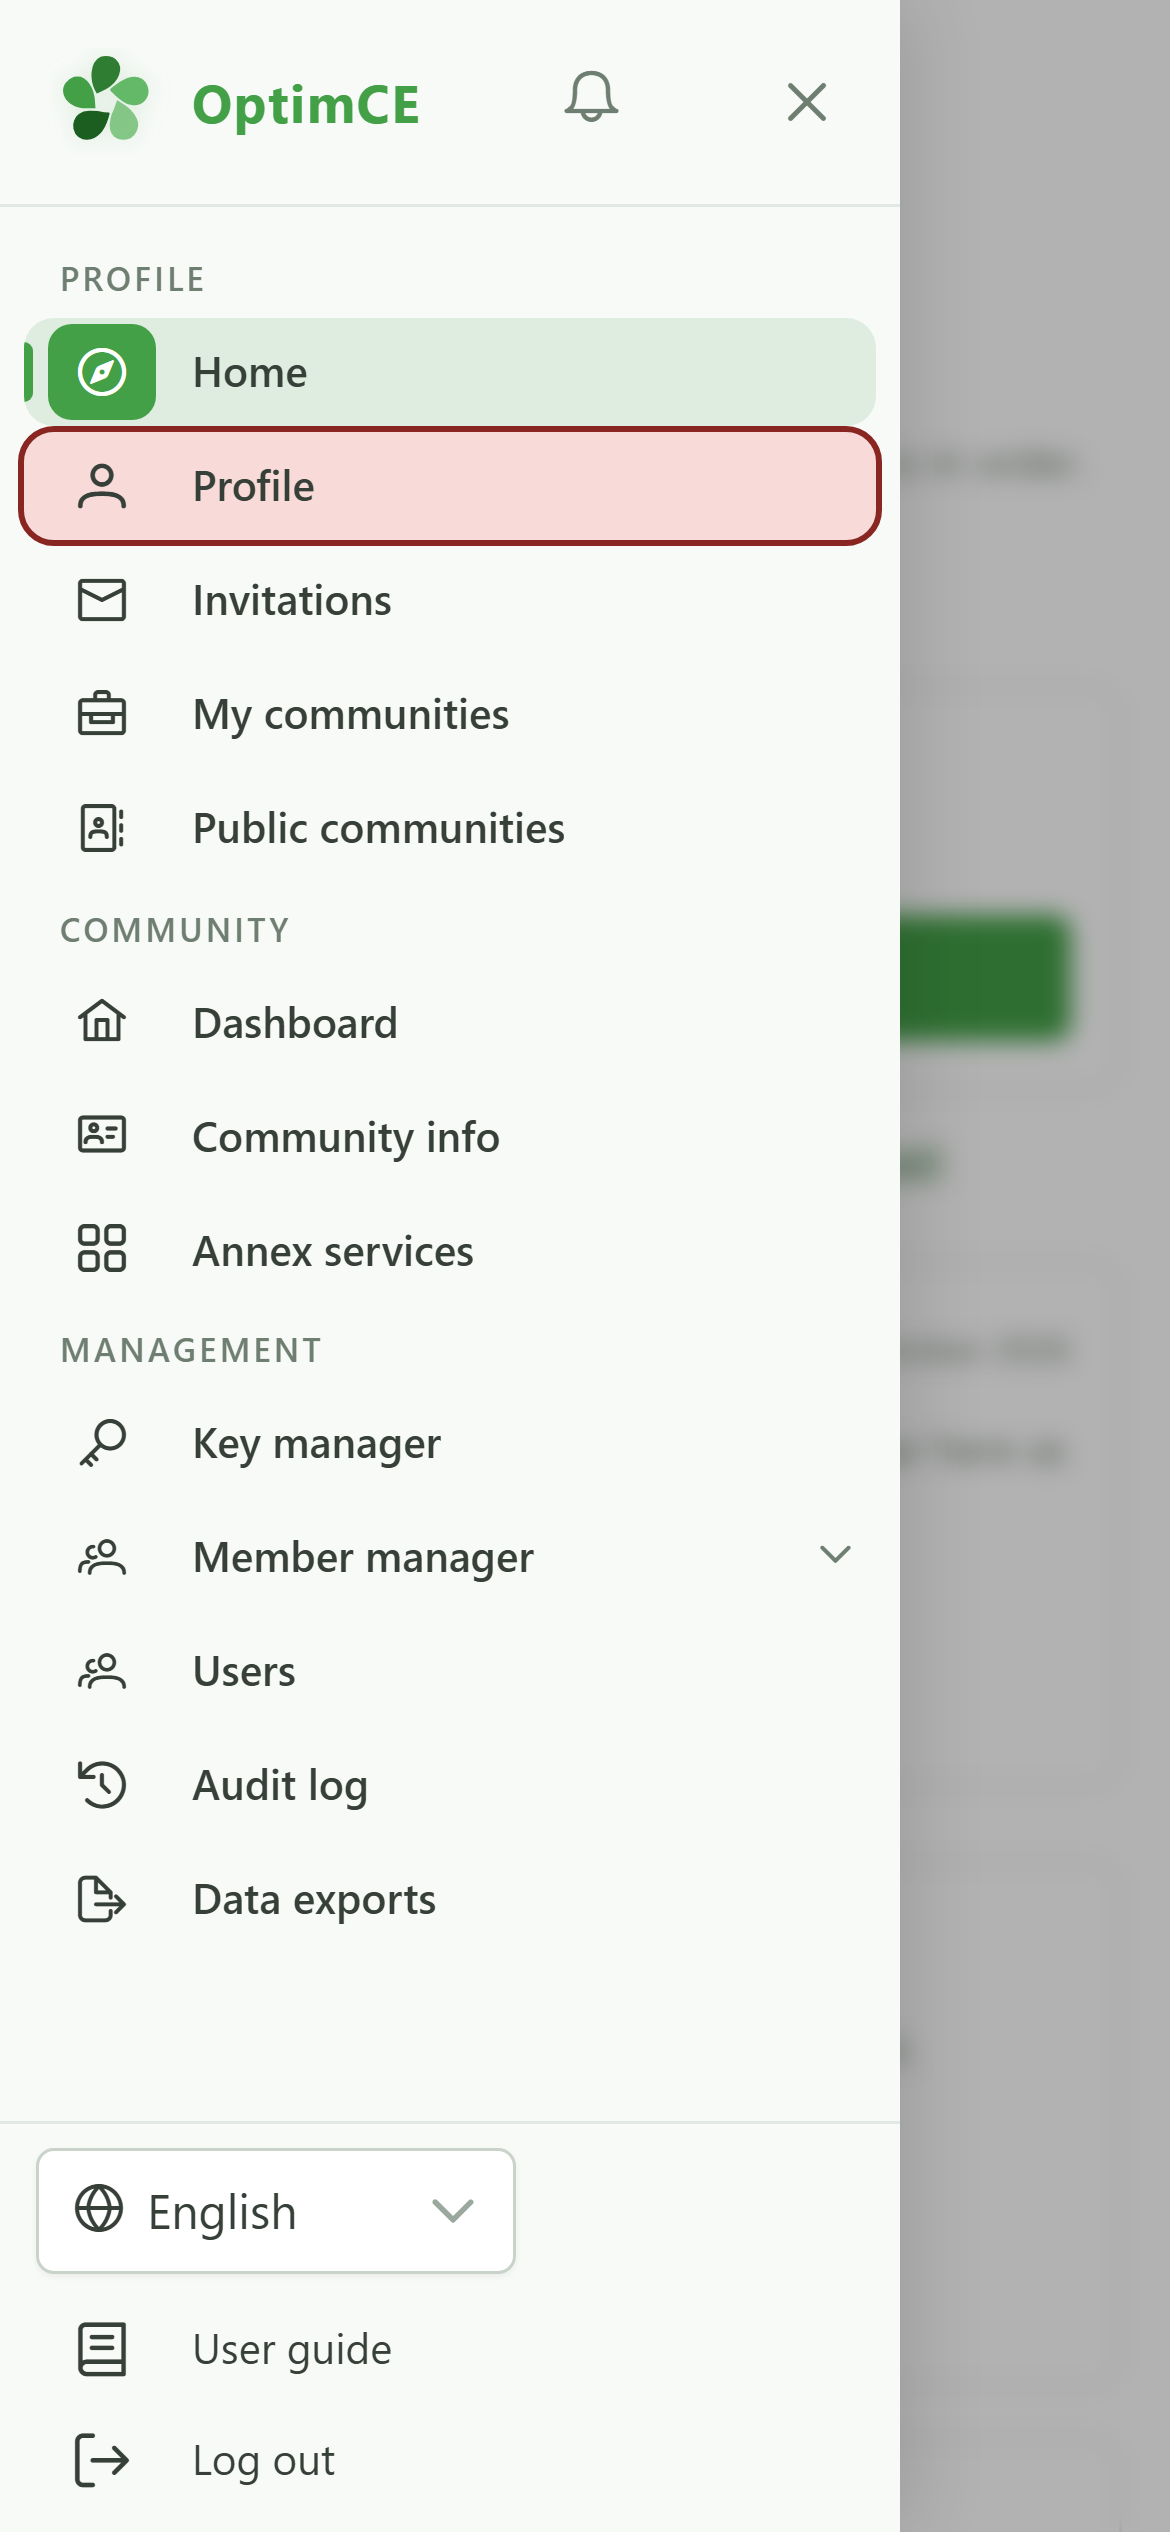 OptimCE
PROFILE
Home
Profile
Invitations
My communities
Public communities
COMMUNITY
Dashboard
Community info
Annex services
MANAGEMENT
Key manager
Member manager
Users
Audit log
Data exports
English
User guide
Log out